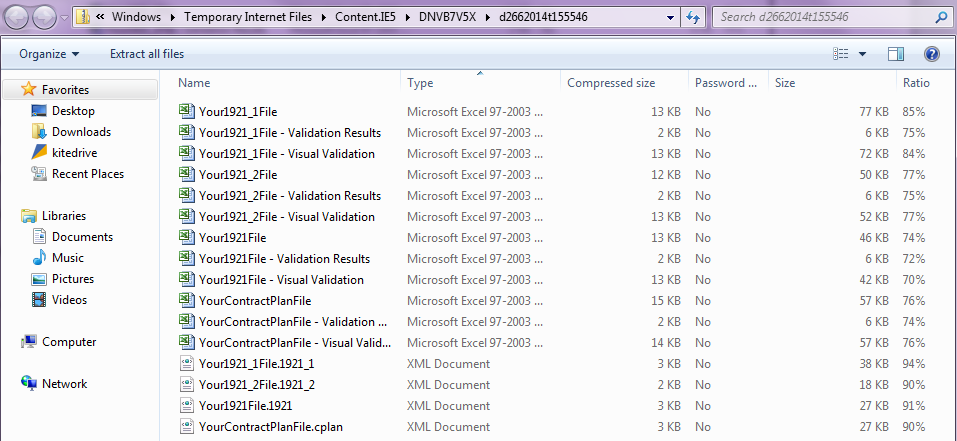 « Windows ▸ Temporary Internet Files ▸ Content.IE5 ▸ DNVB7V5X ▸ d2662014t155546 Search d2662014t155546
Organize Extract all files
Favorites
Desktop
Downloads
kitedrive
Recent Places
Libraries
Documents
Music
Pictures
Videos
Computer
Network
Name Type Compressed size Password ... Size Ratio
Your1921_1File Microsoft Excel 97-2003 ... 13 KB No 77 KB 85%
Your1921_1File - Validation Results Microsoft Excel 97-2003 ... 2 KB No 6 KB 75%
Your1921_1File - Visual Validation Microsoft Excel 97-2003 ... 13 KB No 72 KB 84%
Your1921_2File Microsoft Excel 97-2003 ... 12 KB No 50 KB 77%
Your1921_2File - Validation Results Microsoft Excel 97-2003 ... 2 KB No 6 KB 75%
Your1921_2File - Visual Validation Microsoft Excel 97-2003 ... 13 KB No 52 KB 77%
Your1921File Microsoft Excel 97-2003 ... 13 KB No 46 KB 74%
Your1921File - Validation Results Microsoft Excel 97-2003 ... 2 KB No 6 KB 72%
Your1921File - Visual Validation Microsoft Excel 97-2003 ... 13 KB No 42 KB 70%
YourContractPlanFile Microsoft Excel 97-2003 ... 15 KB No 57 KB 76%
YourContractPlanFile - Validation ... Microsoft Excel 97-2003 ... 2 KB No 6 KB 74%
YourContractPlanFile - Visual Valid... Microsoft Excel 97-2003 ... 14 KB No 57 KB 76%
Your1921_1File.1921_1 XML Document 3 KB No 38 KB 94%
Your1921_2File.1921_2 XML Document 2 KB No 18 KB 90%
Your1921File.1921 XML Document 3 KB No 27 KB 91%
YourContractPlanFile.cplan XML Document 3 KB No 27 KB 90%